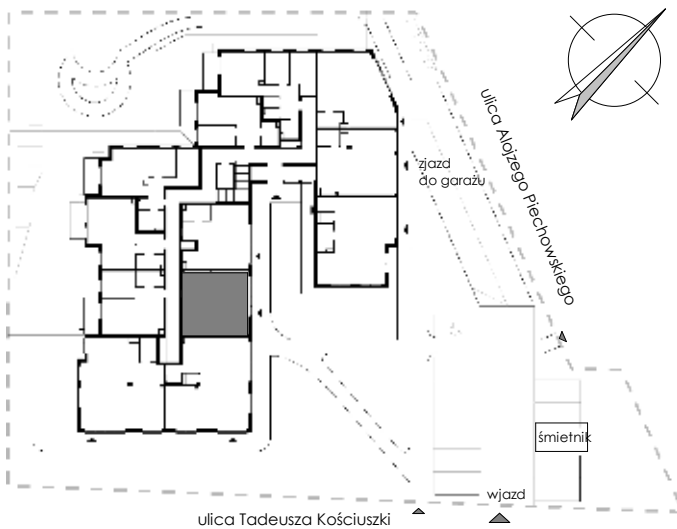 ulica Alojzego Piechowskiego
zjazd
do garażu
śmietnik
wjazd
ulica Tadeusza Kościuszki